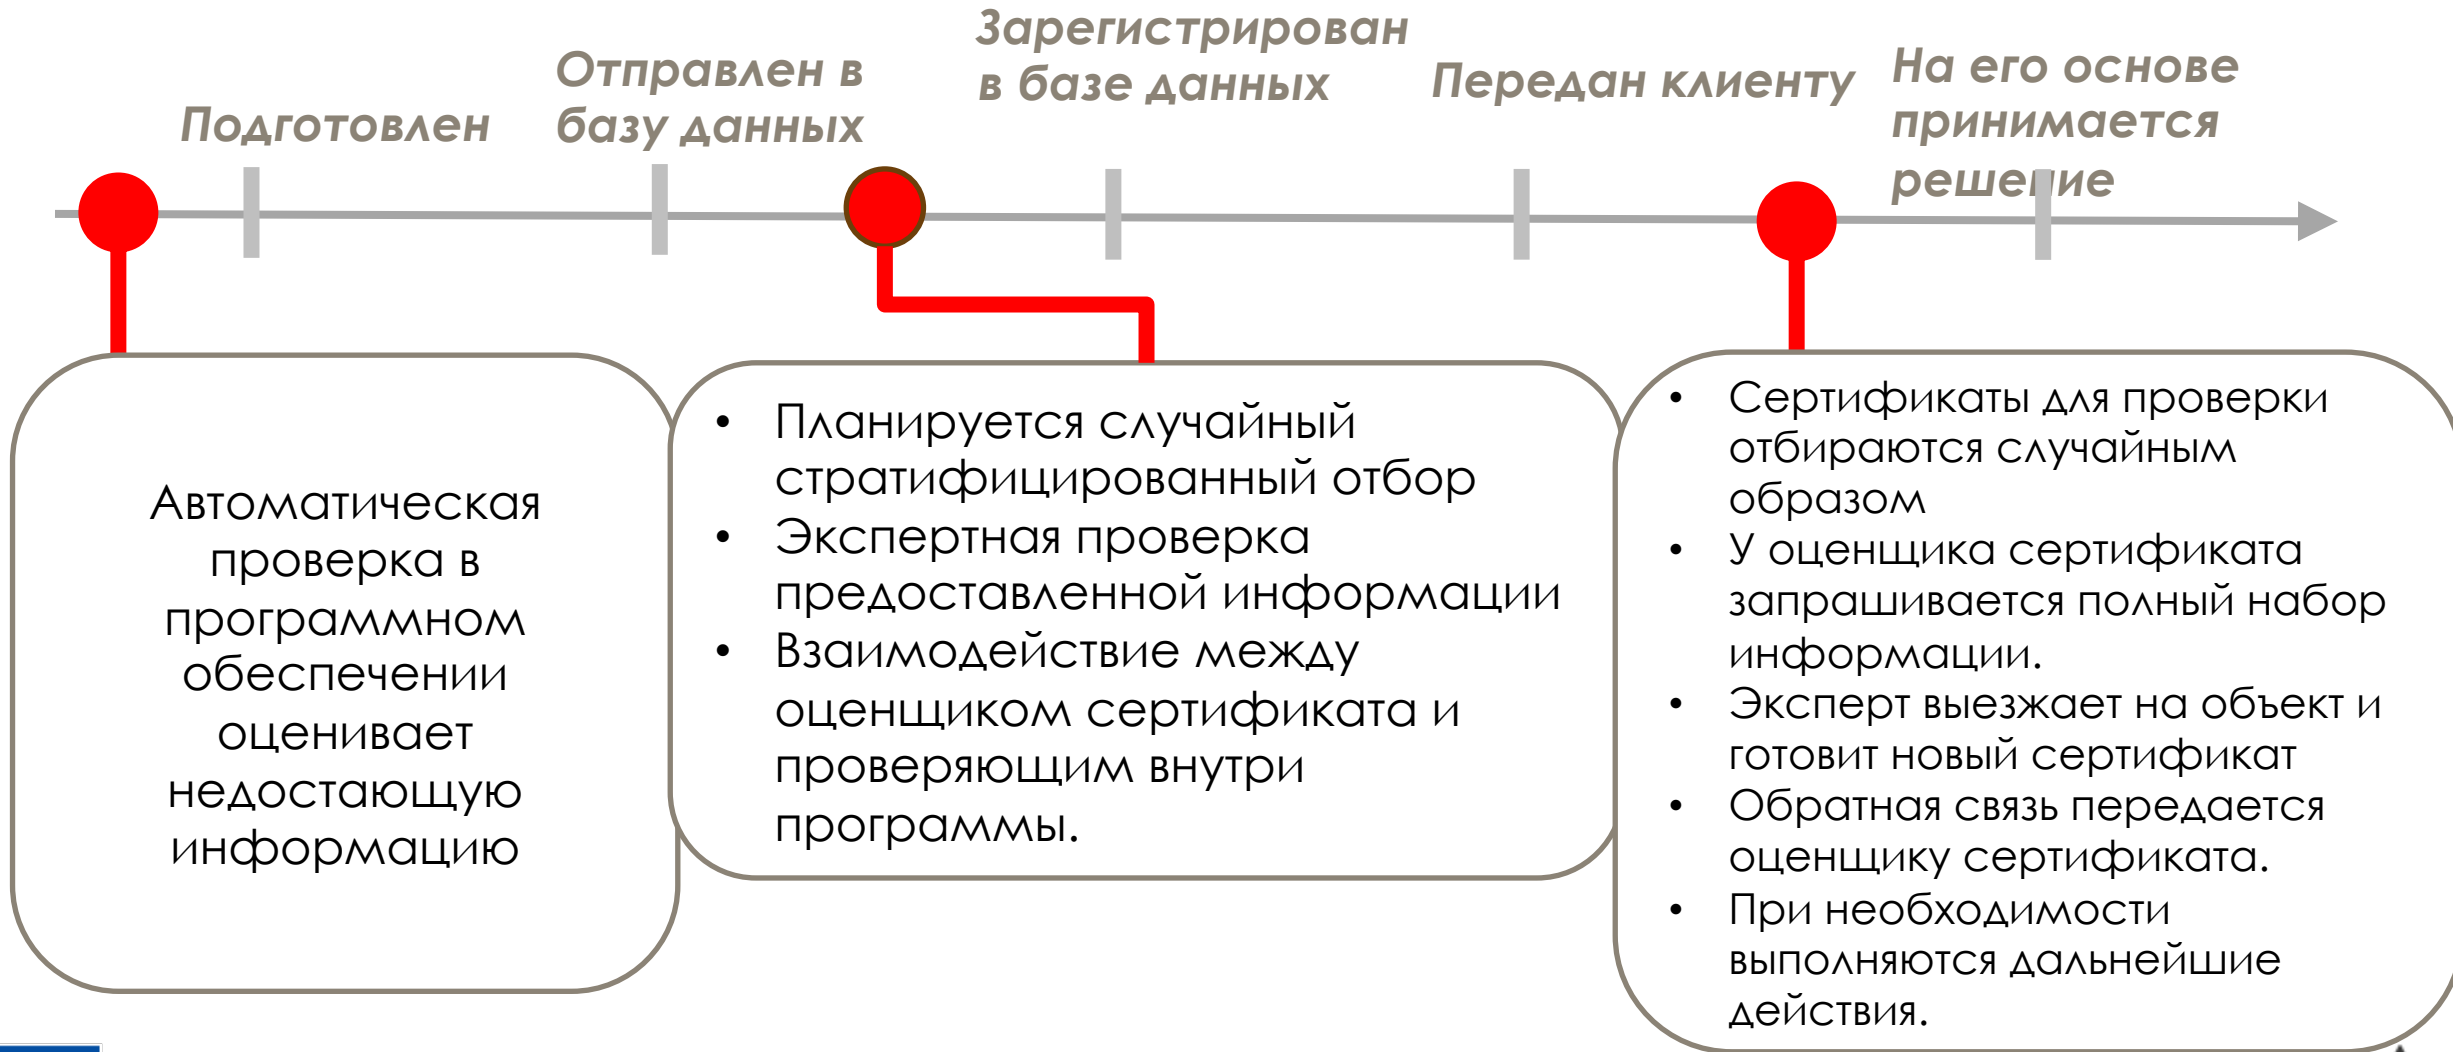 Подготовлен
Отправлен в
базу данных
Зарегистрирован
в базе данных
Передан клиенту
На его основе
принимается
решение
Автоматическая
проверка в
программном
обеспечении
оценивает
недостающую
информацию
• Планируется случайный
стратифицированный отбор
• Экспертная проверка
предоставленной информации
• Взаимодействие между
оценщиком сертификата и
проверяющим внутри
программы.
• Сертификаты для проверки
отбираются случайным
образом
• У оценщика сертификата
запрашивается полный набор
информации.
• Эксперт выезжает на объект и
готовит новый сертификат
• Обратная связь передается
оценщику сертификата.
• При необходимости
выполняются дальнейшие
действия.